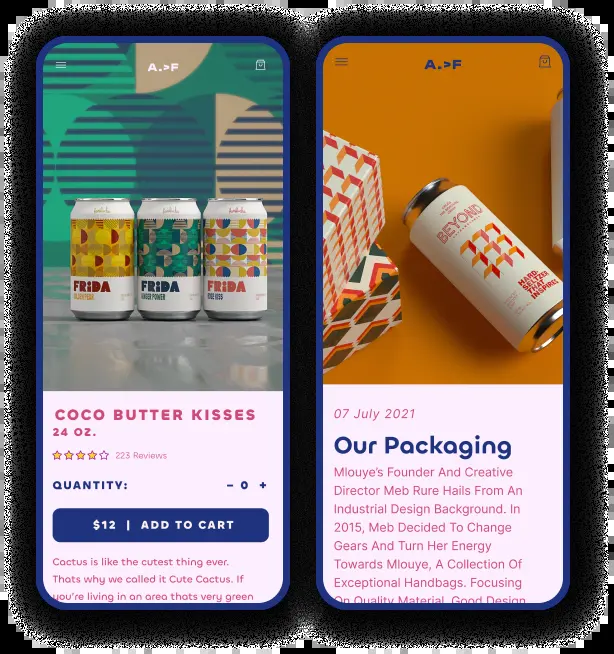 A.>F
FRiDA
FRiDA
GINGER POWER
FRiDA
ROSE KISS
COCO BUTTER KISSES
24 OZ.
223 Reviews
QUANTITY:
– 0 +
$12 | ADD TO CART
Cactus is like the cutest thing ever.
Thats why we called it Cute Cactus. If
you're living in an area thats very green
A.>F
BEYOND
HARD
SELTZER
THAT
INSPIRES
07 July 2021
Our Packaging
Mlouye's Founder And Creative
Director Meb Rure Hails From An
Industrial Design Background. In
2015, Meb Decided To Change
Gears And Turn Her Energy
Towards Mlouye, A Collection Of
Exceptional Handbags. Focusing
On Quality Material, Good Design